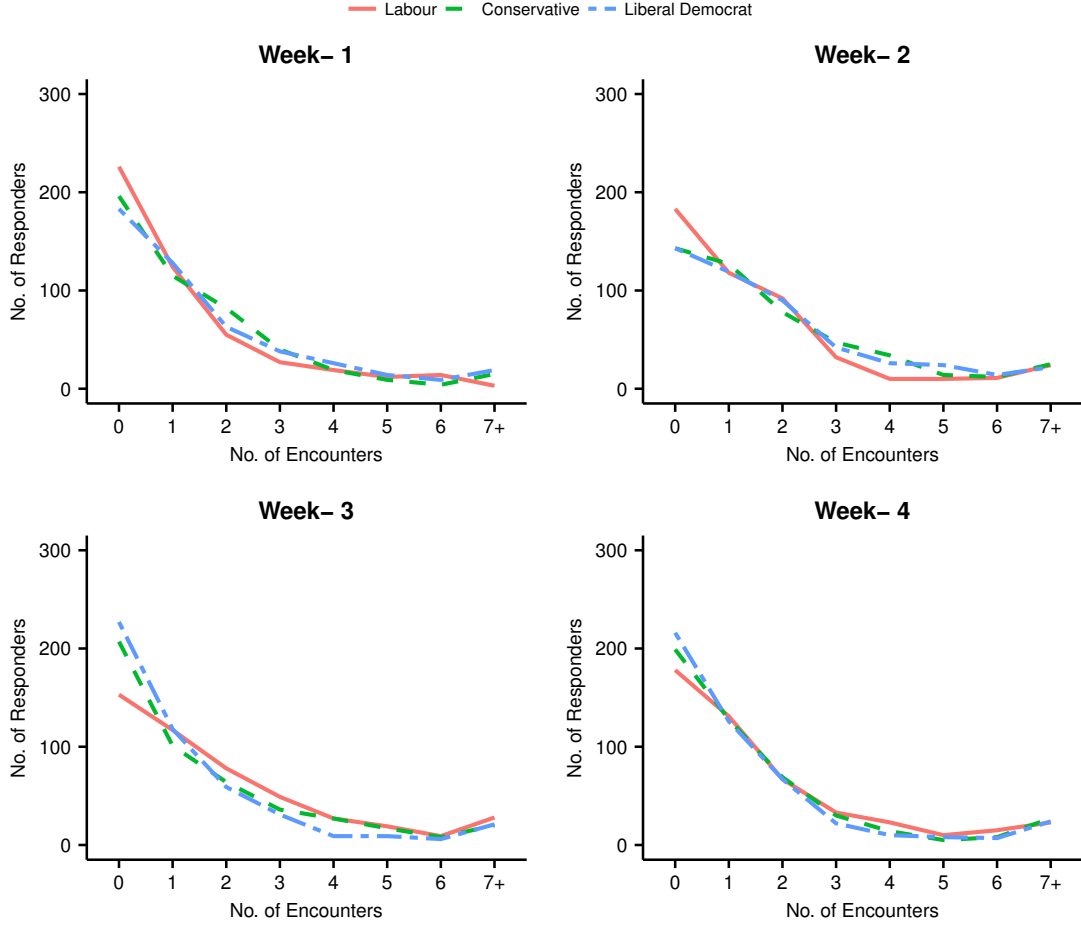 Labour Conservative Liberal Democrat
Week− 1
300
200
100
0
No. of Responders
0 1 2 3 4 5 6 7+
No. of Encounters
Week− 2
300
200
100
0
No. of Responders
0 1 2 3 4 5 6 7+
No. of Encounters
Week− 3
300
200
100
0
No. of Responders
0 1 2 3 4 5 6 7+
No. of Encounters
Week− 4
300
200
100
0
No. of Responders
0 1 2 3 4 5 6 7+
No. of Encounters